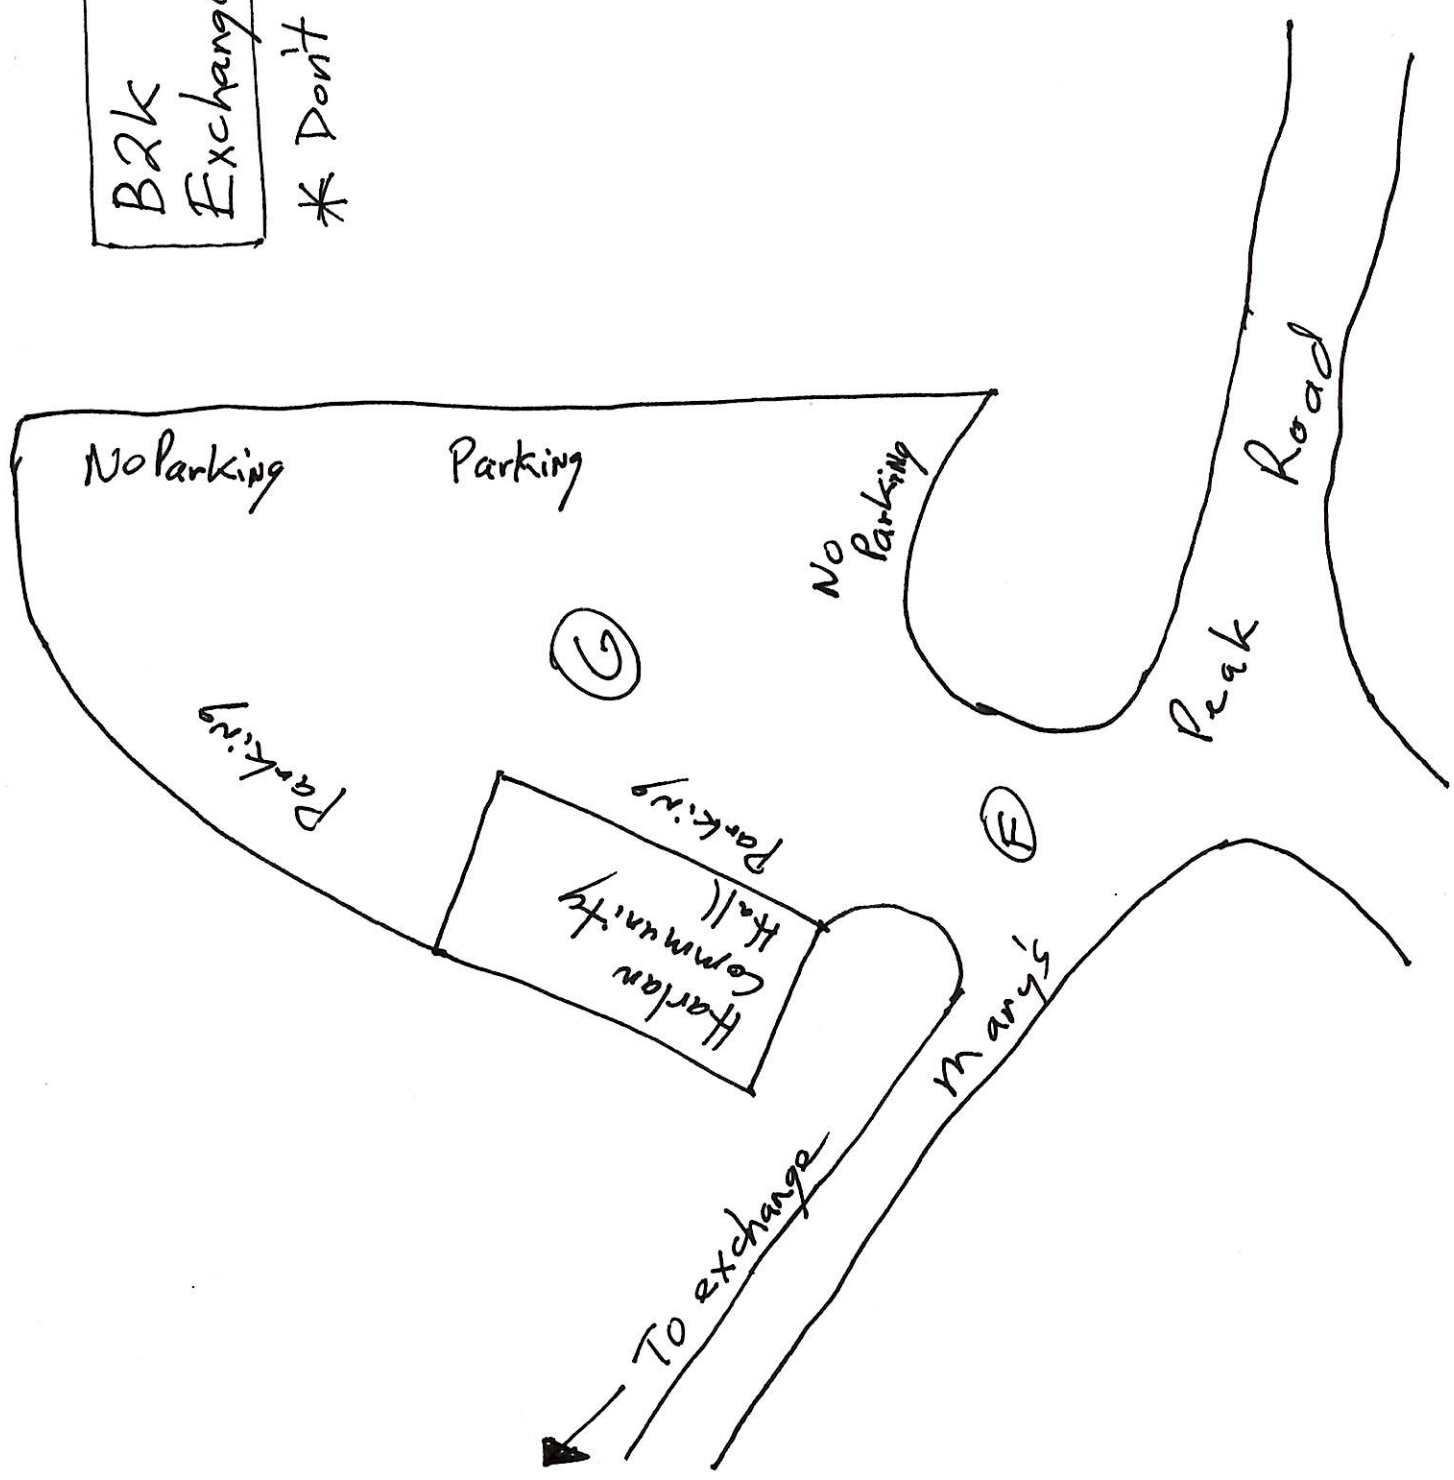 B2k
Exchang
* Don't
No Parking
Parking
No
Parking
G
Parking
Parking
Harlan
Community
Hall
F
Mary's
Peak
Road
To exchange